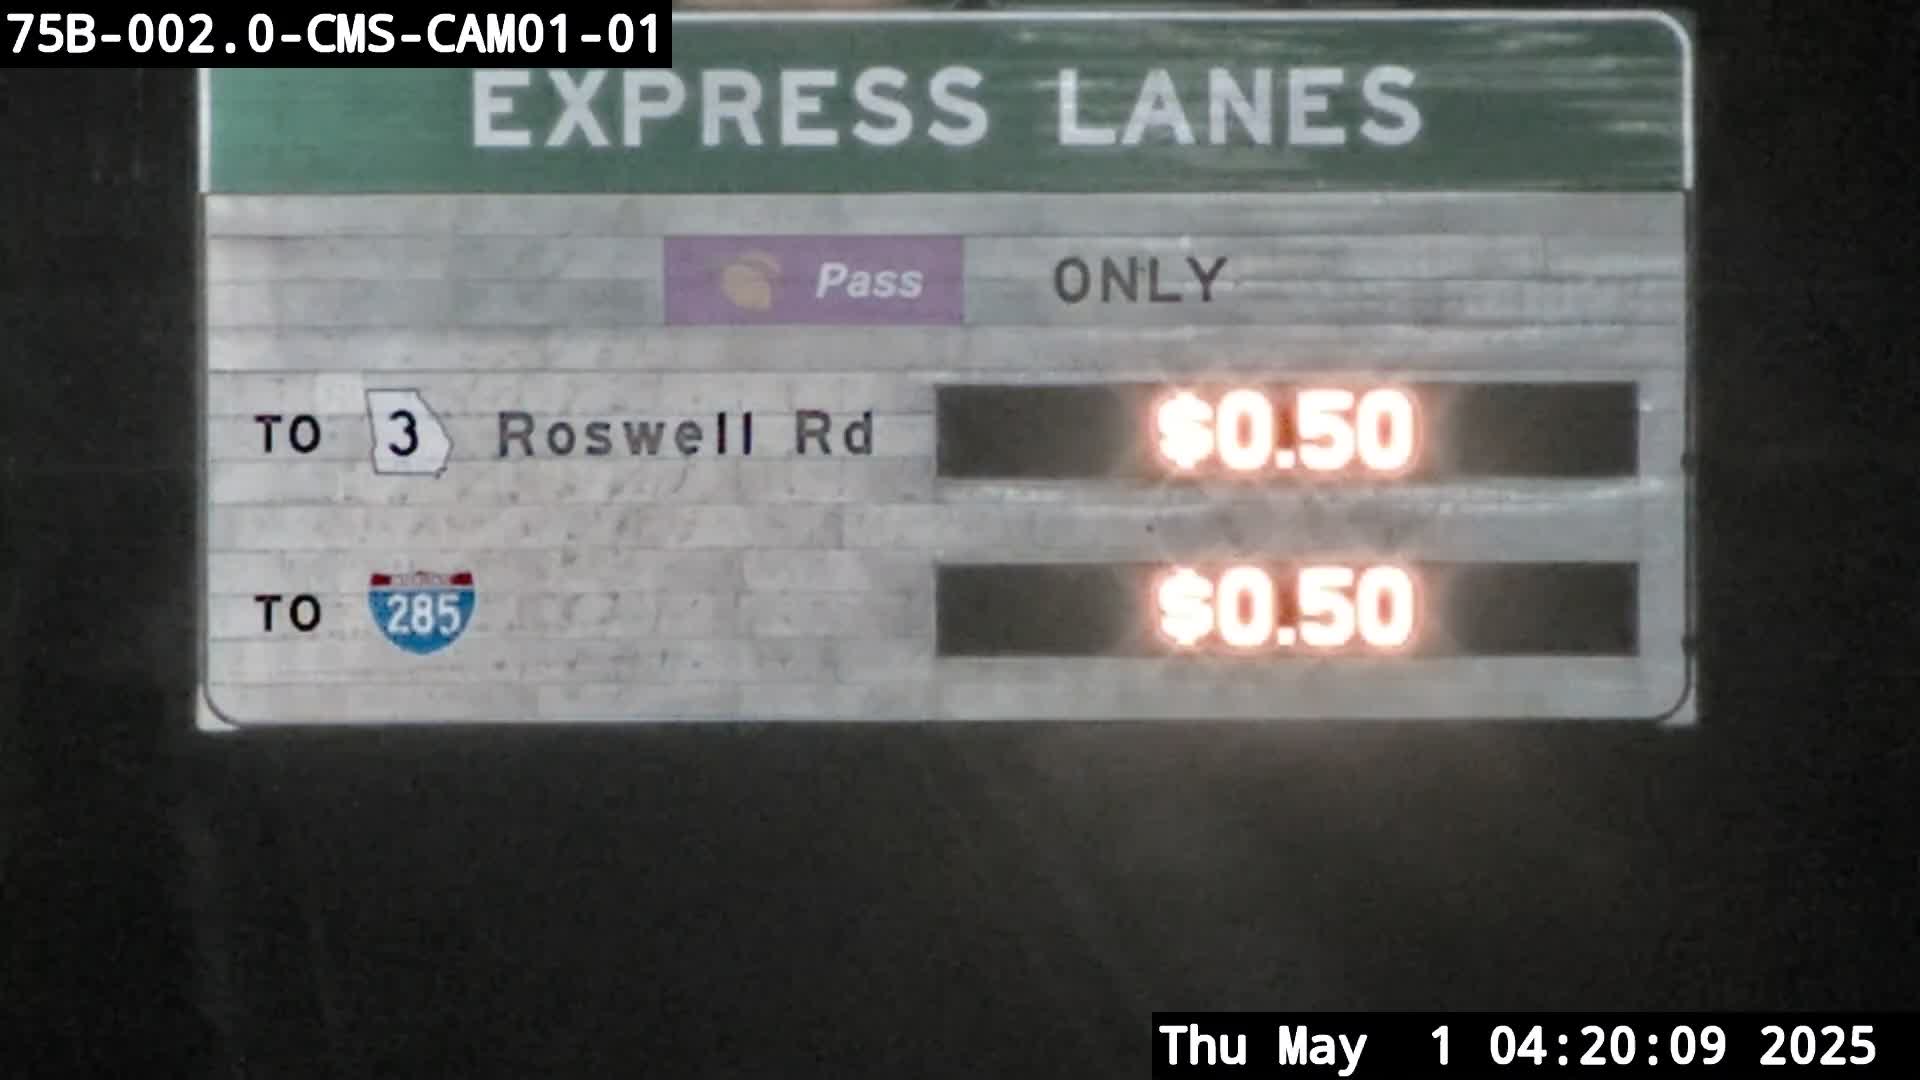 75B-002.0-CMS-CAM01-01
EXPRESS LANES
Pass ONLY
TO 3 Roswell Rd $0.50
TO 285 $0.50
Thu May 1 04:20:09 2025